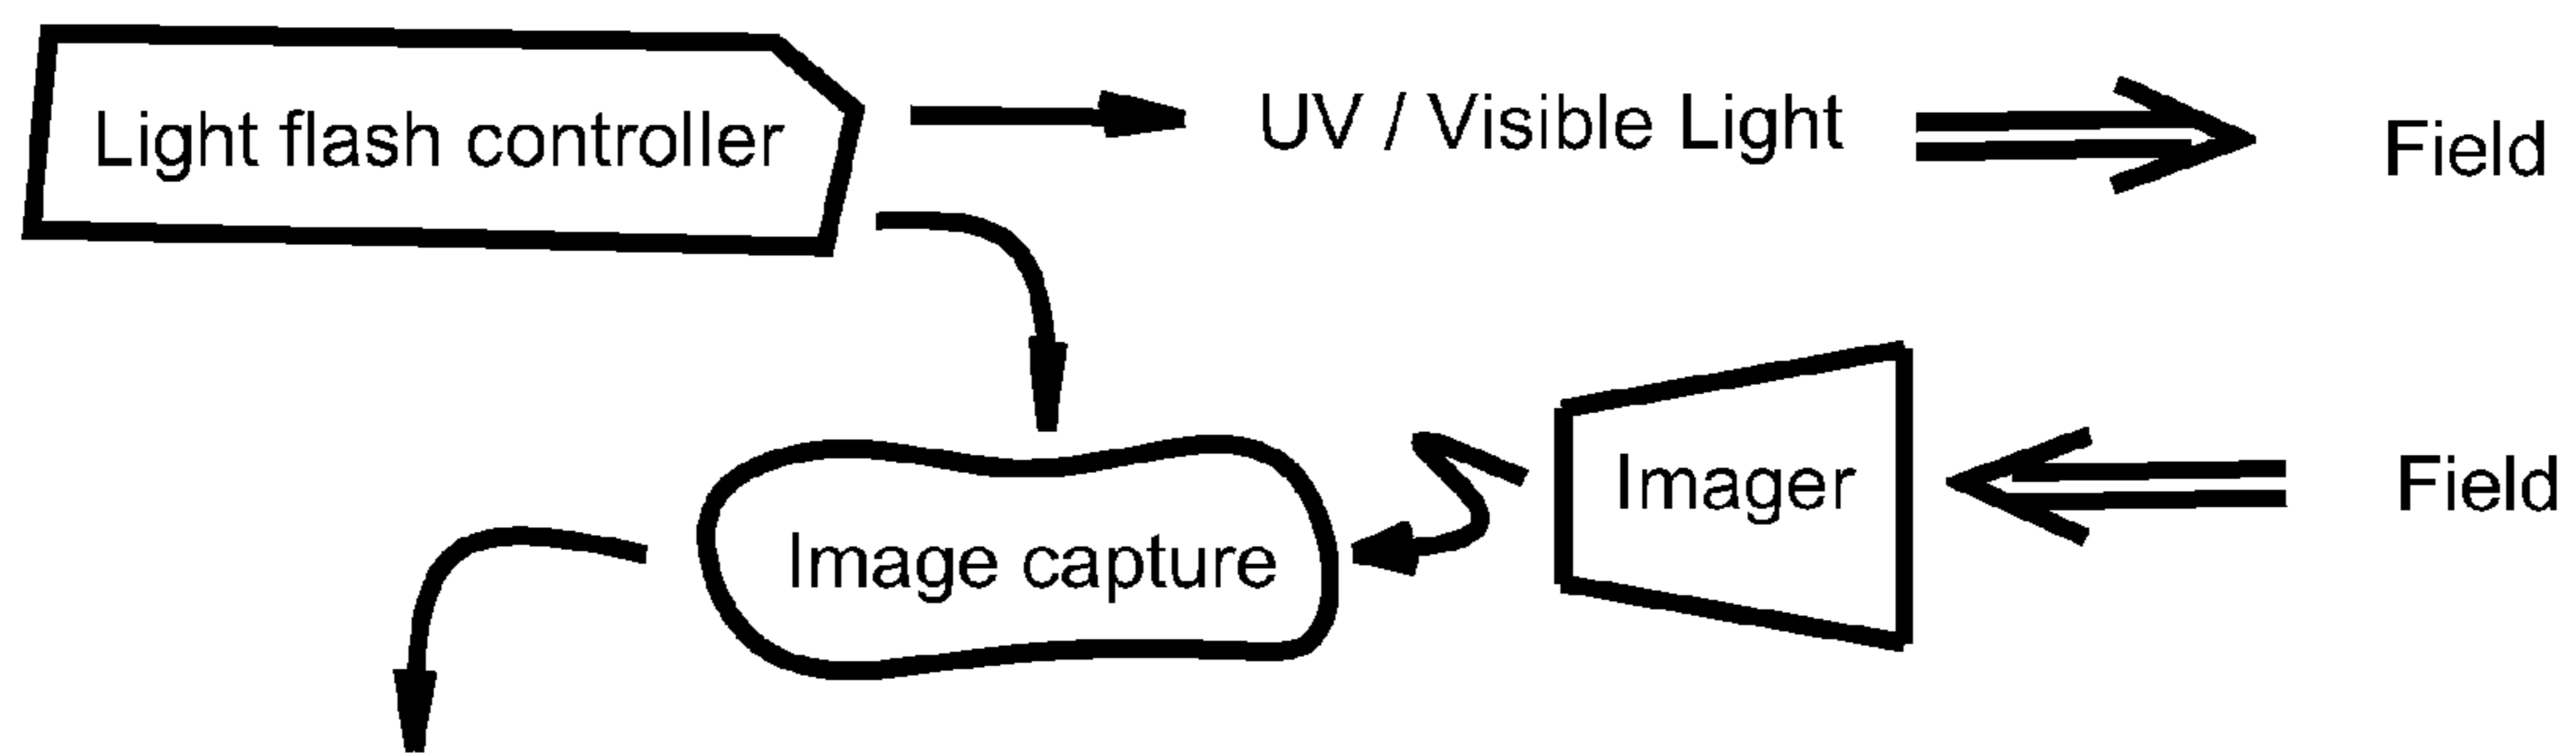 Light flash controller
UV / Visible Light
Field
Imager
Field
Image capture